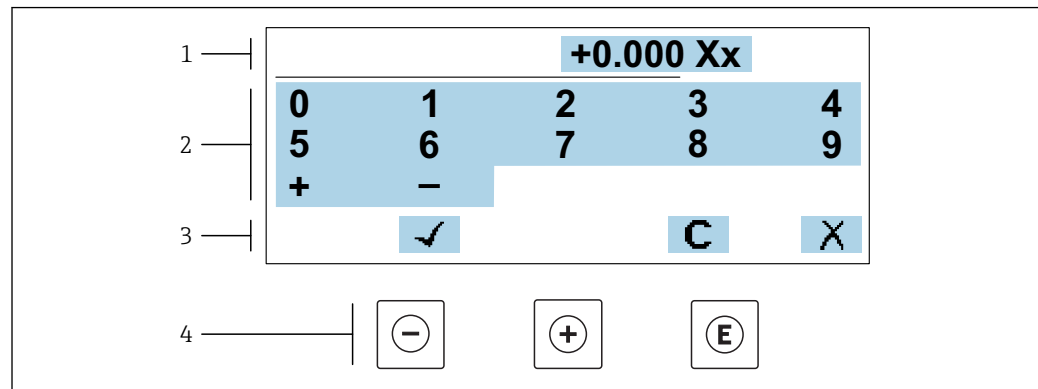 1 +0.000 Xx
0 1 2 3 4
2 5 6 7 8 9
+ −
3 ✓ C X
4 − + E